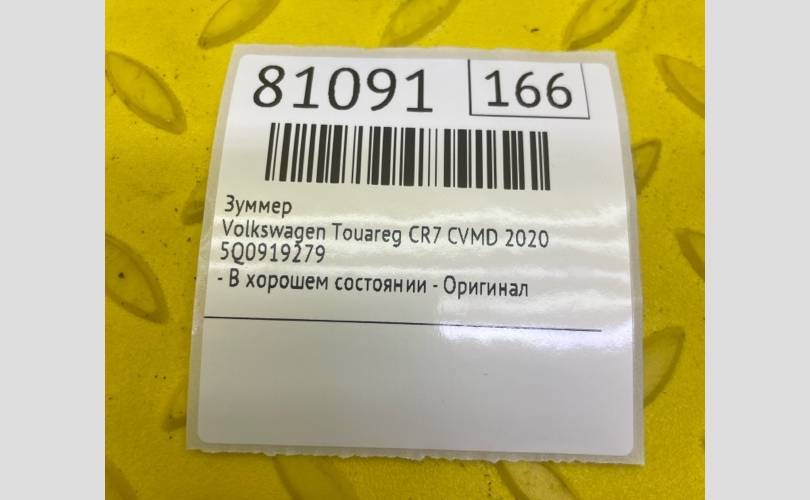 81091 166
Зуммер
Volkswagen Touareg CR7 CVMD 2020
5Q0919279
- В хорошем состоянии - Оригинал